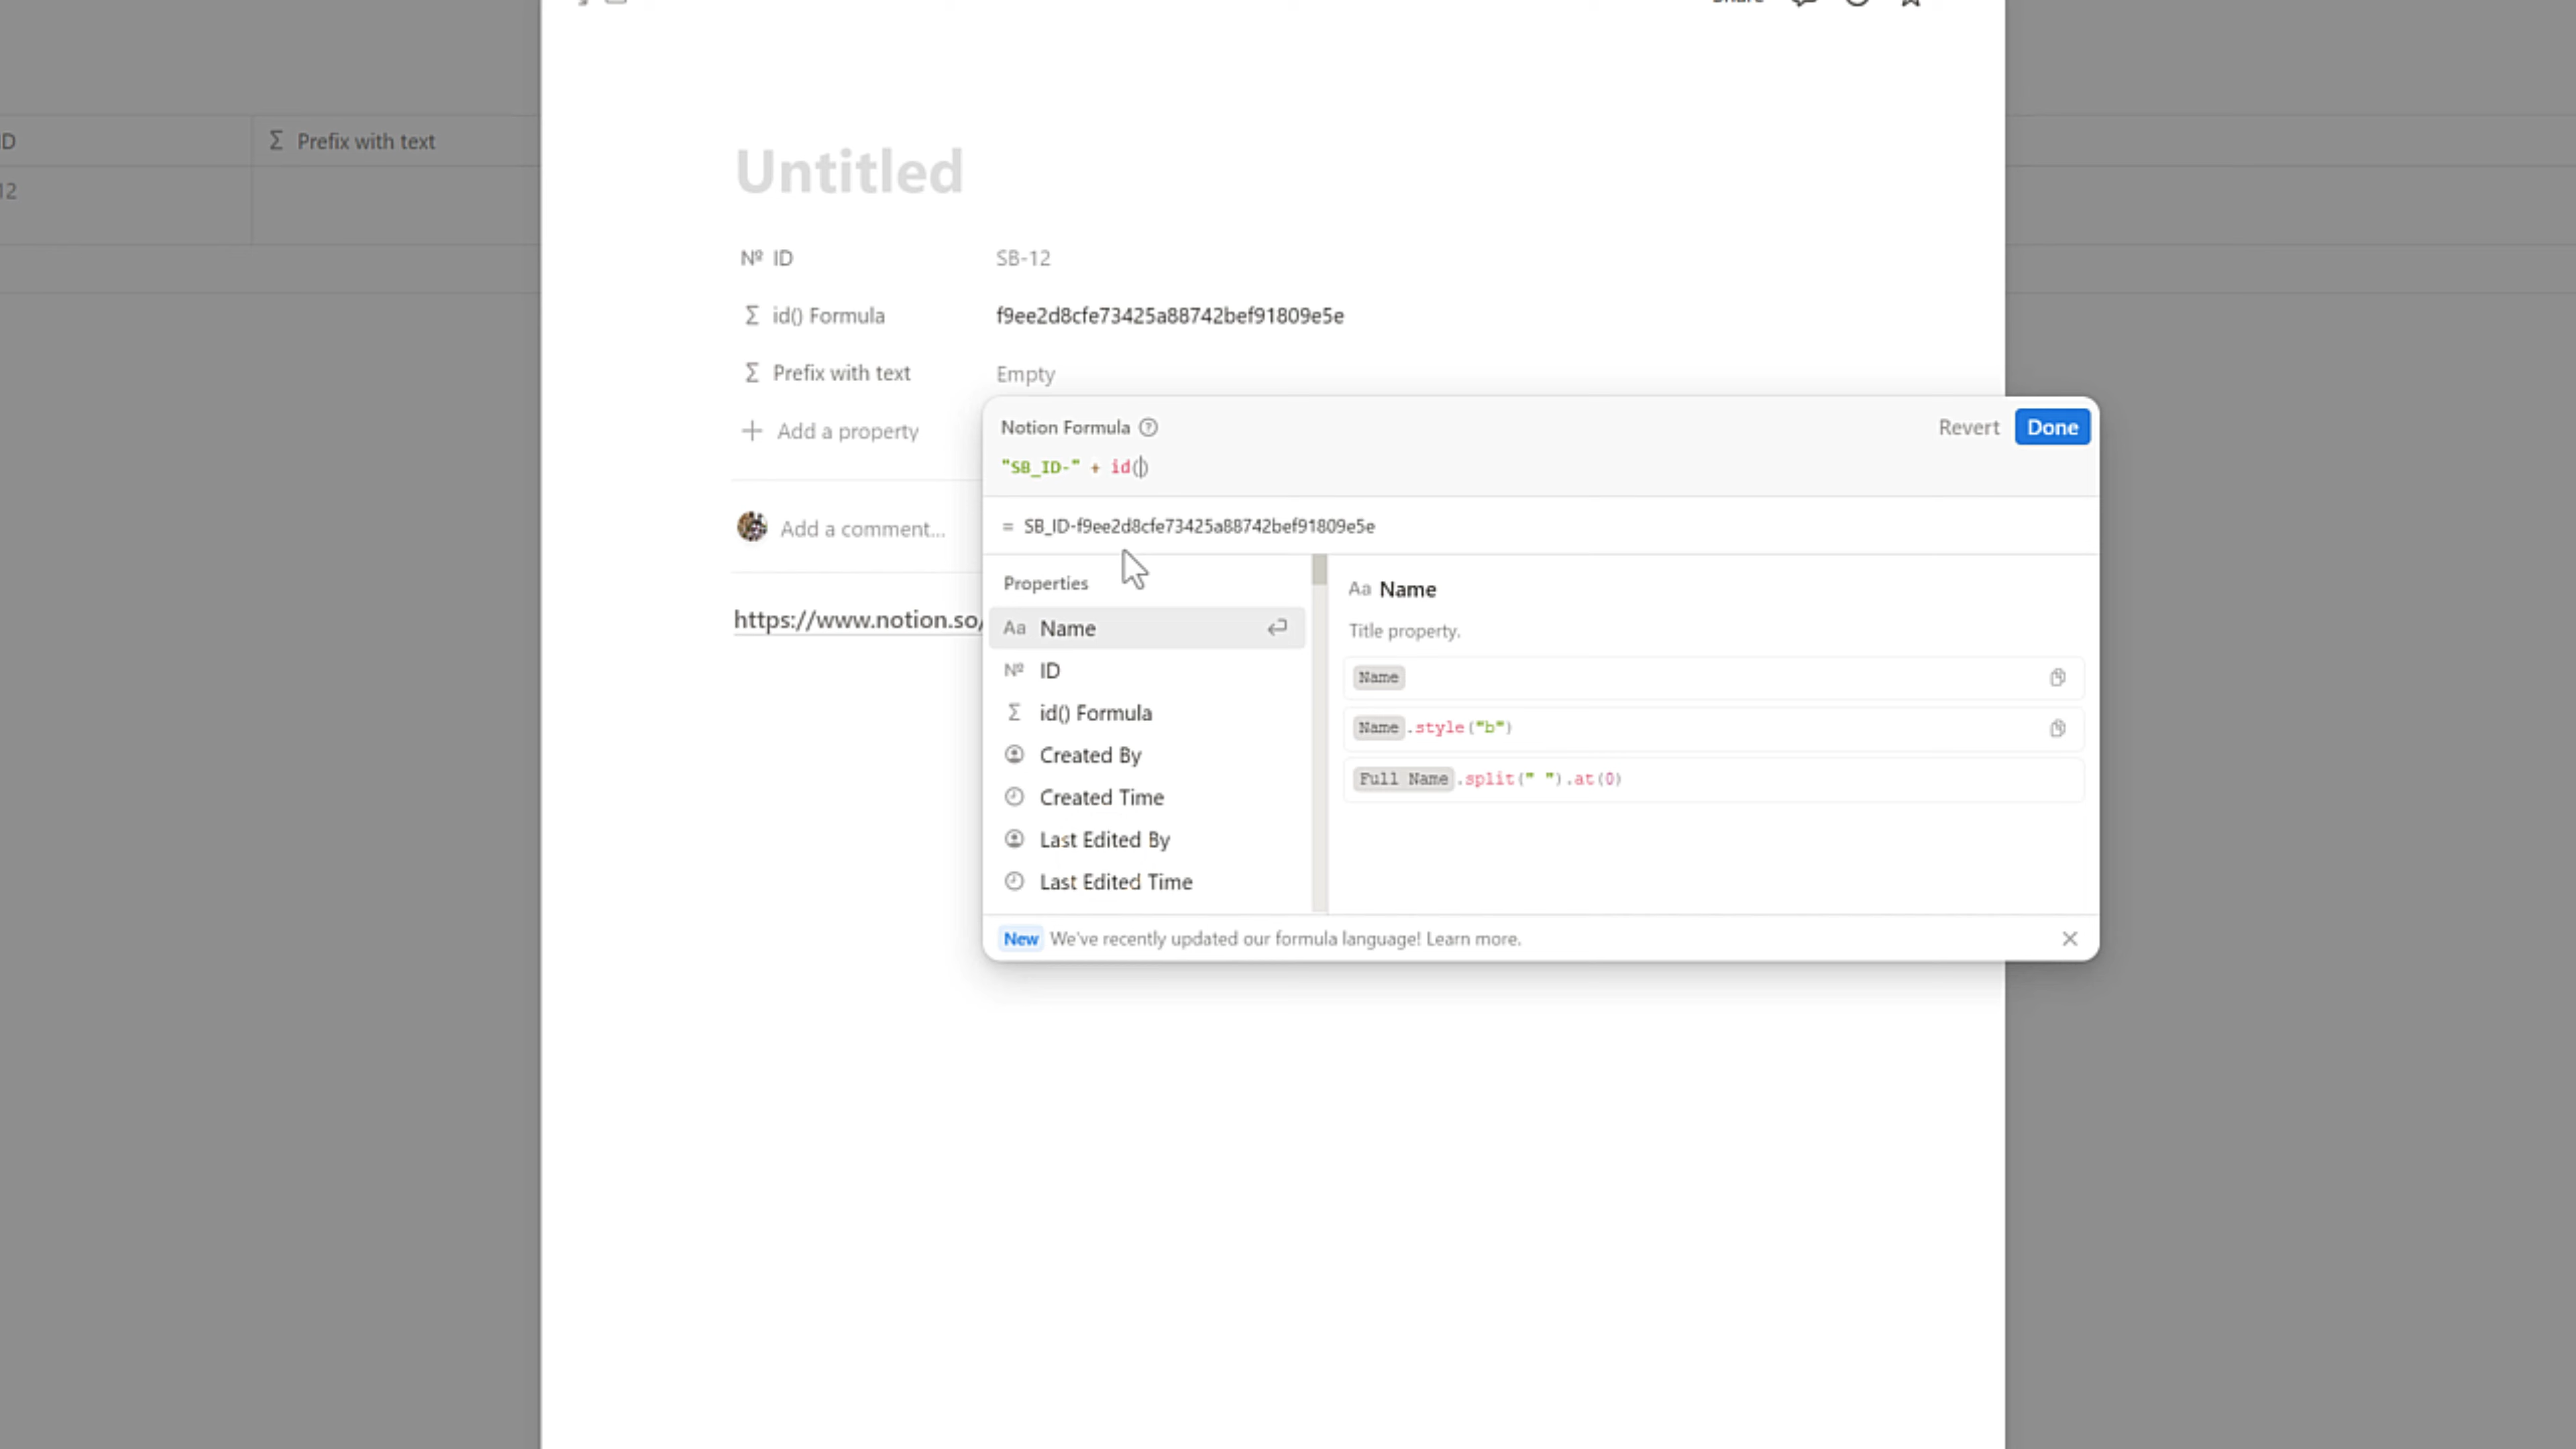 Share
ID
Σ Prefix with text
12
Untitled
Nº ID SB-12
Σ id() Formula f9ee2d8cfe73425a88742bef91809e5e
Σ Prefix with text Empty
+ Add a property
Notion Formula ? Revert Done
"SB_ID-" + id()
Add a comment...
= SB_ID-f9ee2d8cfe73425a88742bef91809e5e
https://www.notion.so/
Properties
Aa Name
Nº ID
Σ id() Formula
Created By
Created Time
Last Edited By
Last Edited Time
Aa Name
Title property.
Name
Name.style("b")
Full Name.split(" ").at(0)
New We've recently updated our formula language! Learn more.